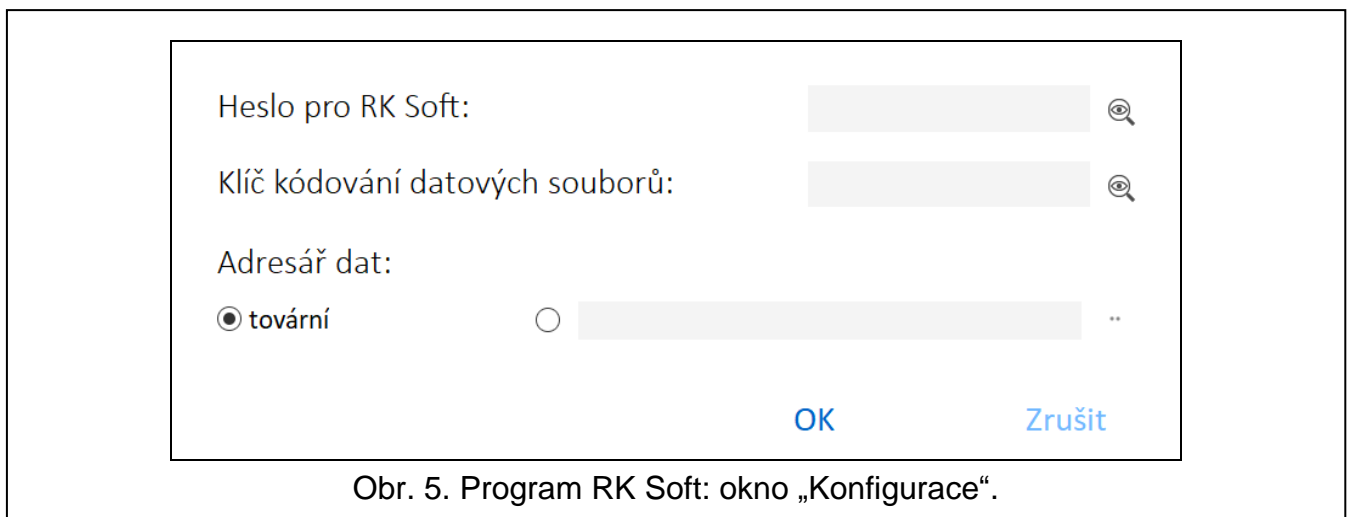 Heslo pro RK Soft:
Klíč kódování datových souborů:
Adresář dat:
tovární
..
OK Zrušit
Obr. 5. Program RK Soft: okno „Konfigurace“.